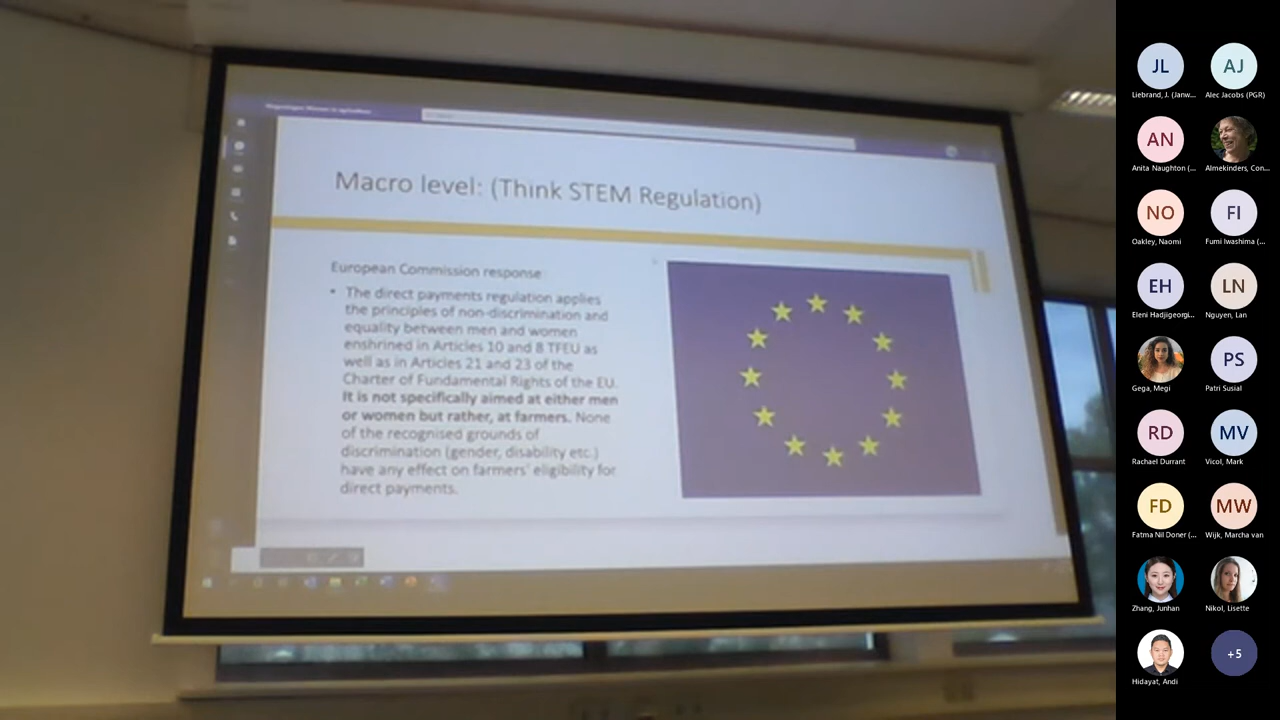 Macro level: (Think STEM Regulation)
European Commission response
• The direct payments regulation applies
the principles of non-discrimination and
equality between men and women
enshrined in Articles 10 and 8 TFEU as
well as in Articles 21 and 23 of the
Charter of Fundamental Rights of the EU.
It is not specifically aimed at either men
or women but rather, at farmers. None
of the recognised grounds of
discrimination (gender, disability etc.)
have any effect on farmers' eligibility for
direct payments.
JL
AJ
Liebrand, J. (Janw...
Alec Jacobs (PGR)
AN
Anita Naughton (...
Almekinders, Con...
NO
FI
Oakley, Naomi
Fumi Iwashima (...
EH
LN
Eleni Hadjigeorgi...
Nguyen, Lan
PS
Gega, Megi
Patri Susial
RD
MV
Rachael Durrant
Vicol, Mark
FD
MW
Fatma Nil Doner (...
Wijk, Marcha van
Zhang, Junhan
Nikol, Lisette
+5
Hidayat, Andi